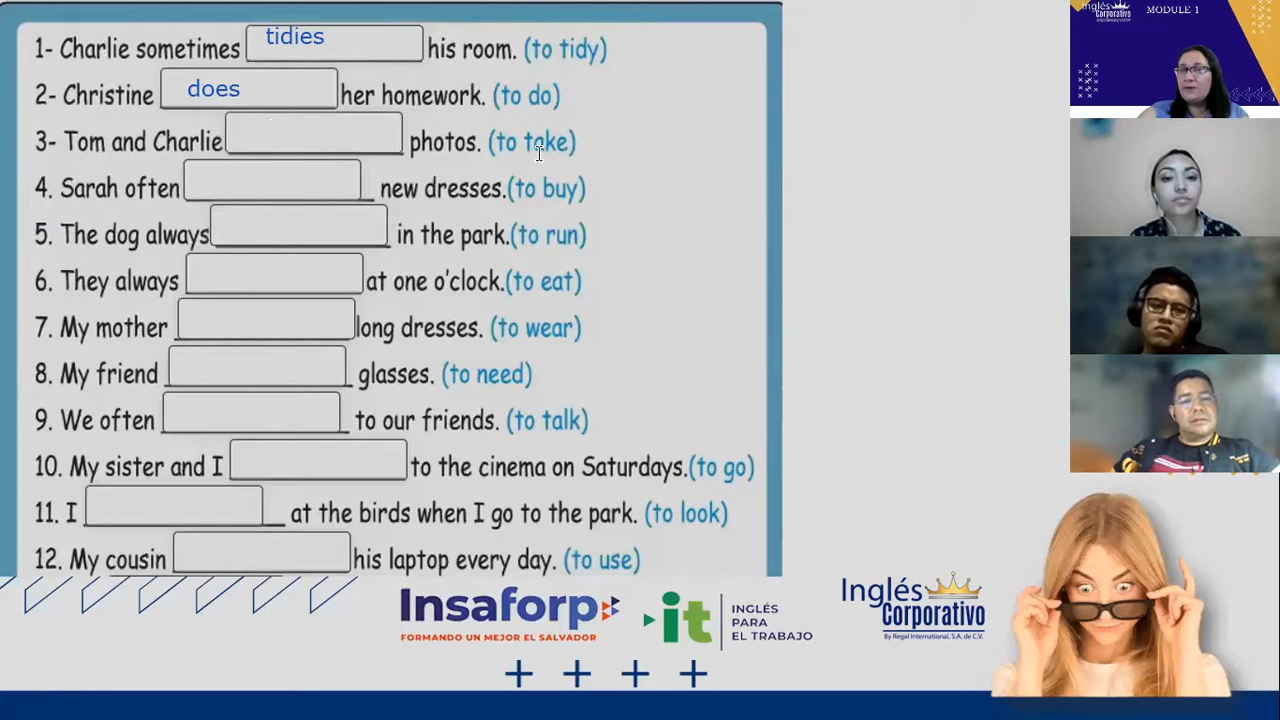 1- Charlie sometimes tidies his room. (to tidy)
2- Christine does her homework. (to do)
3- Tom and Charlie photos. (to take)
4. Sarah often __ new dresses.(to buy)
5. The dog always _ in the park.(to run)
6. They always at one o'clock.(to eat)
7. My mother long dresses. (to wear)
8. My friend _ glasses. (to need)
9. We often _ to our friends. (to talk)
10. My sister and I to the cinema on Saturdays.(to go)
11. I __ at the birds when I go to the park. (to look)
12. My cousin his laptop every day. (to use)
Inglés
Corporativo
MODULE 1
Insaforp
FORMANDO UN MEJOR EL SALVADOR
it
INGLÉS
PARA
EL TRABAJO
Inglés
Corporativo
By Regal International, S.A. de C.V.